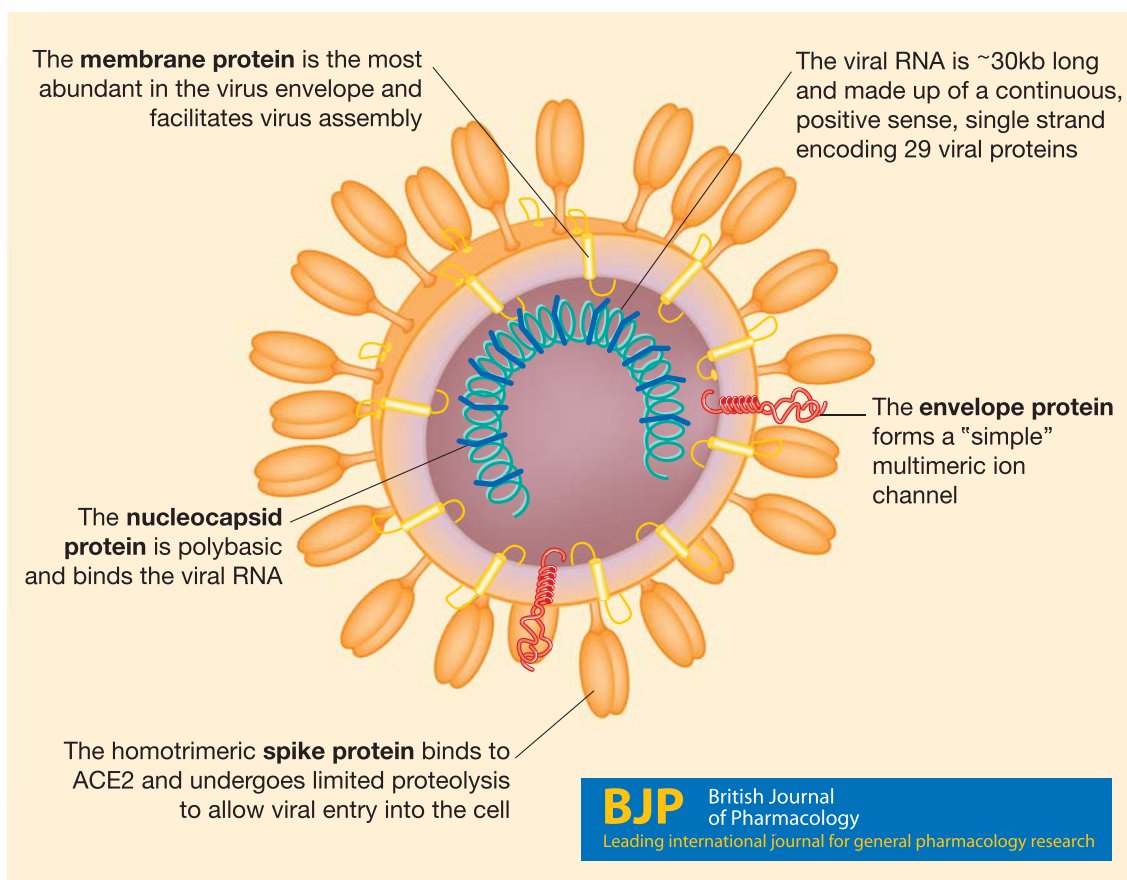 The membrane protein is the most
abundant in the virus envelope and
facilitates virus assembly
The viral RNA is ~30kb long
and made up of a continuous,
positive sense, single strand
encoding 29 viral proteins
The envelope protein
forms a “simple”
multimeric ion
channel
The nucleocapsid
protein is polybasic
and binds the viral RNA
The homotrimeric spike protein binds to
ACE2 and undergoes limited proteolysis
to allow viral entry into the cell
BJP
British Journal
of Pharmacology
Leading international journal for general pharmacology research